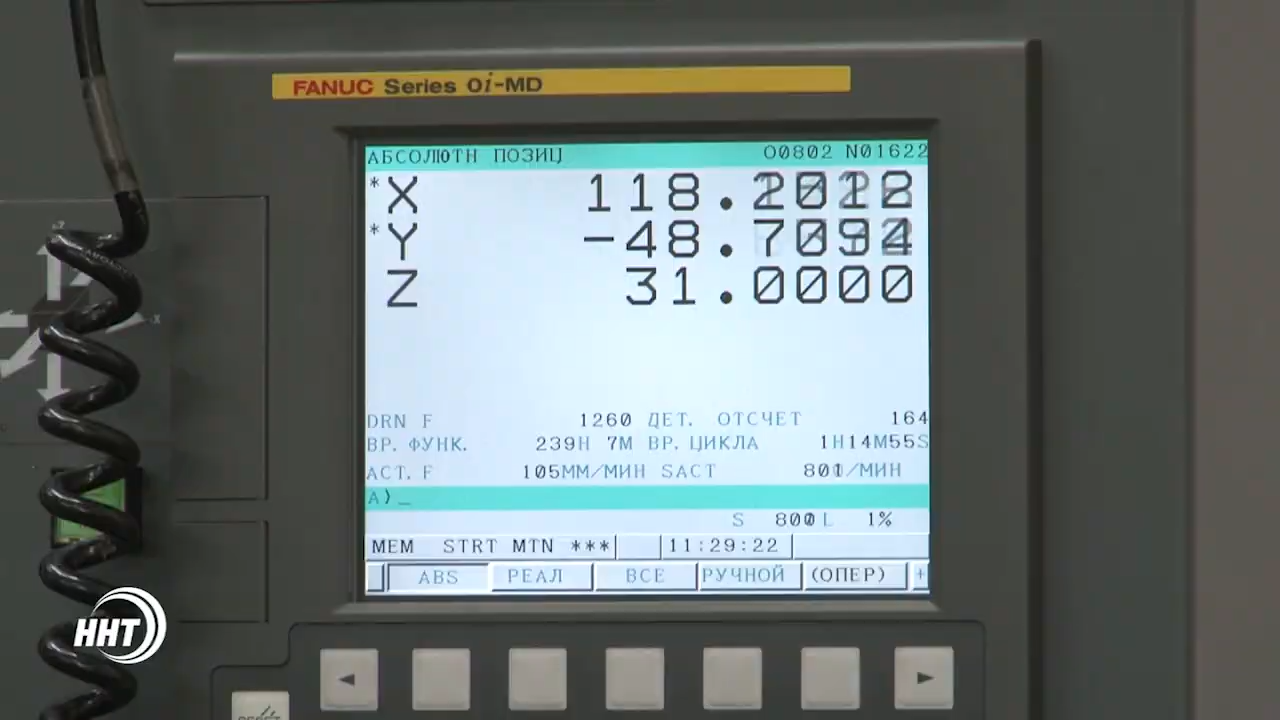 FANUC Series 0i-MD
АБСОЛЮТН ПОЗИЦ O0802 N01622
*X 118.
*Y -48.
Z 31.0000
DRN F 1260 ДЕТ. ОТСЧЕТ 164
ВР. ФУНК. 239H 7M ВР. ЦИКЛА 1H14M55S
ACT. F 105ММ/МИН SACT /МИН
A)_
S L 1%
MEM STRT MTN *** 11:29:22
ABS РЕАЛ ВСЕ РУЧНОЙ (ОПЕР) +
ННТ